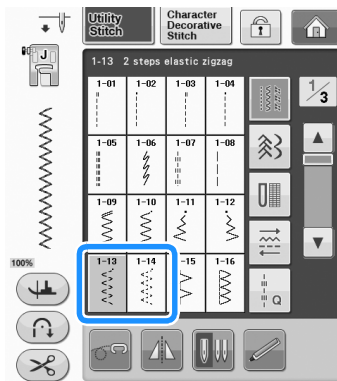 Utility
Stitch
Character
Decorative
Stitch
J
1-13 2 steps elastic zigzag
1/3
1-01 1-02 1-03 1-04
1-05 1-06 1-07 1-08
1-09 1-10 1-11 1-12
1-13 1-14 -15 1-16
100%
Q